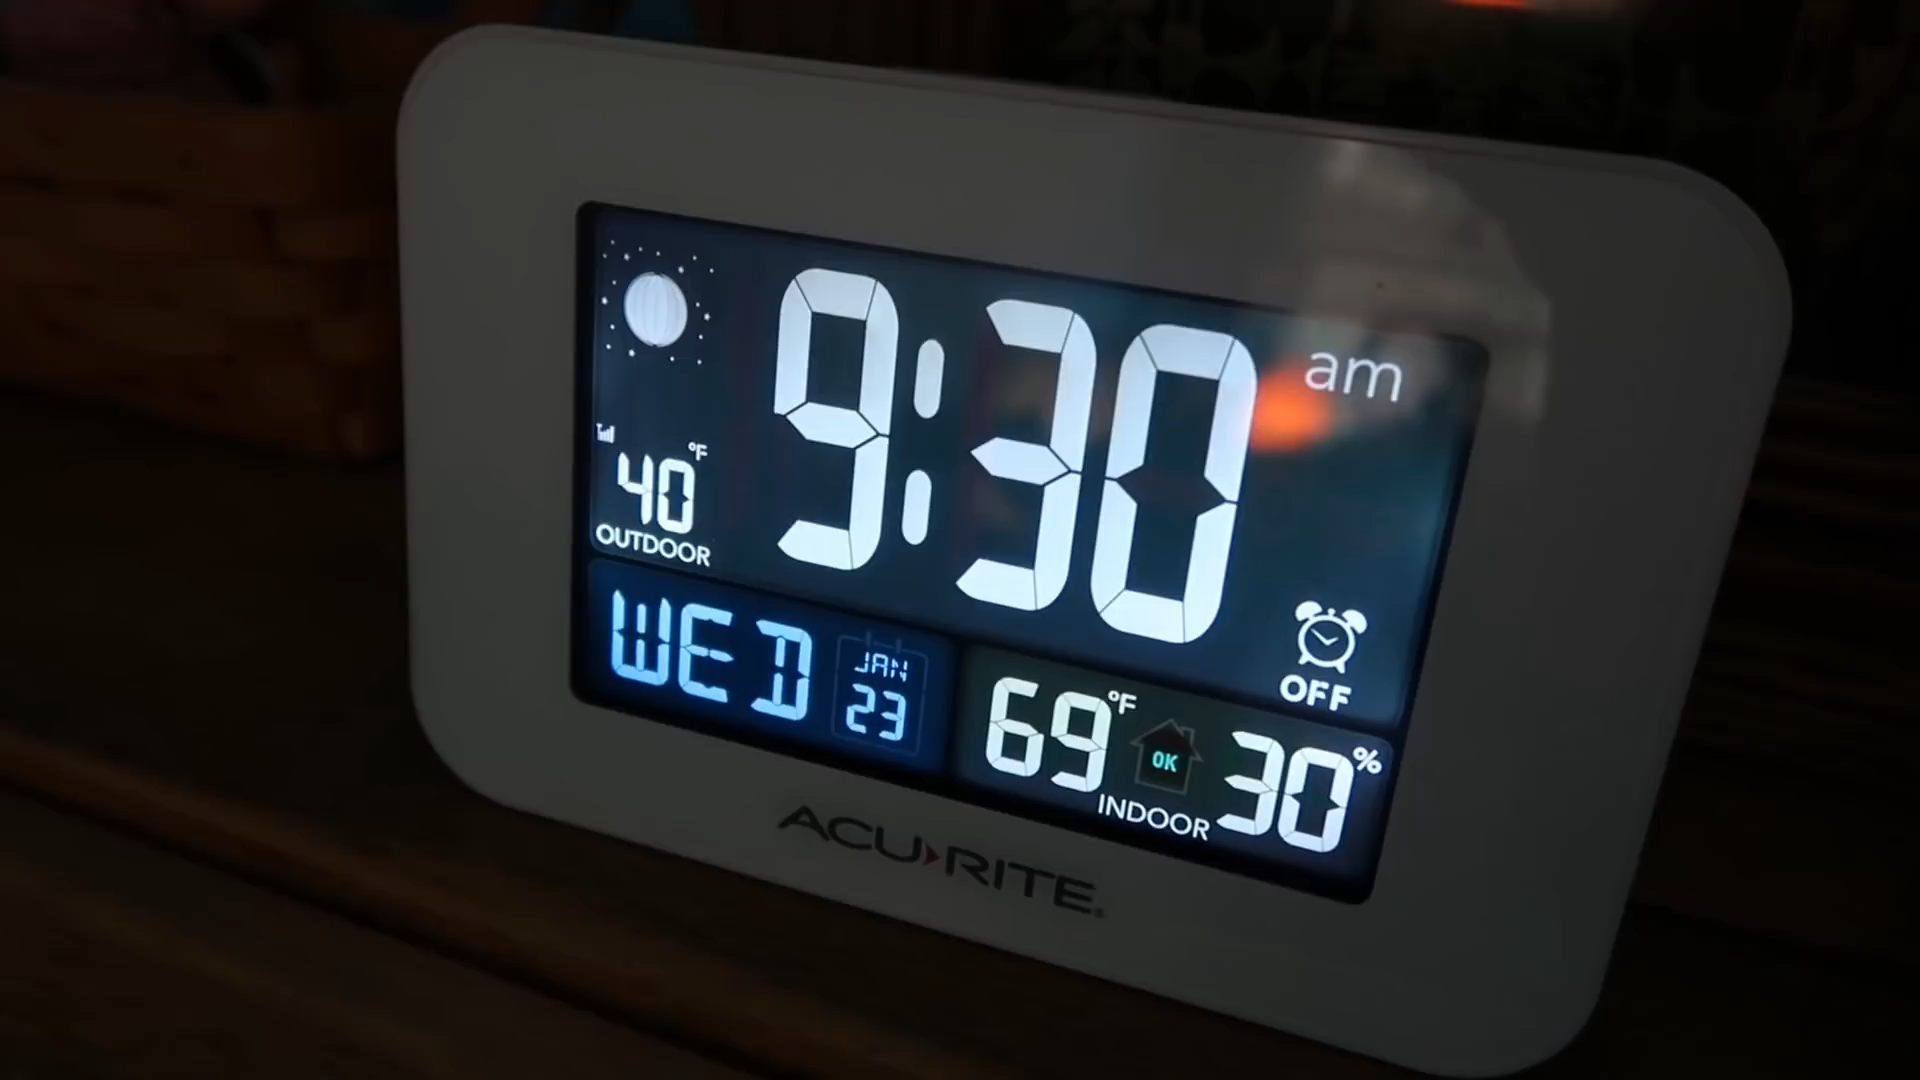 9:30 am
°F
40
OUTDOOR
OFF
WED
JAN
23
69°F
OK
INDOOR
30%
ACURITE